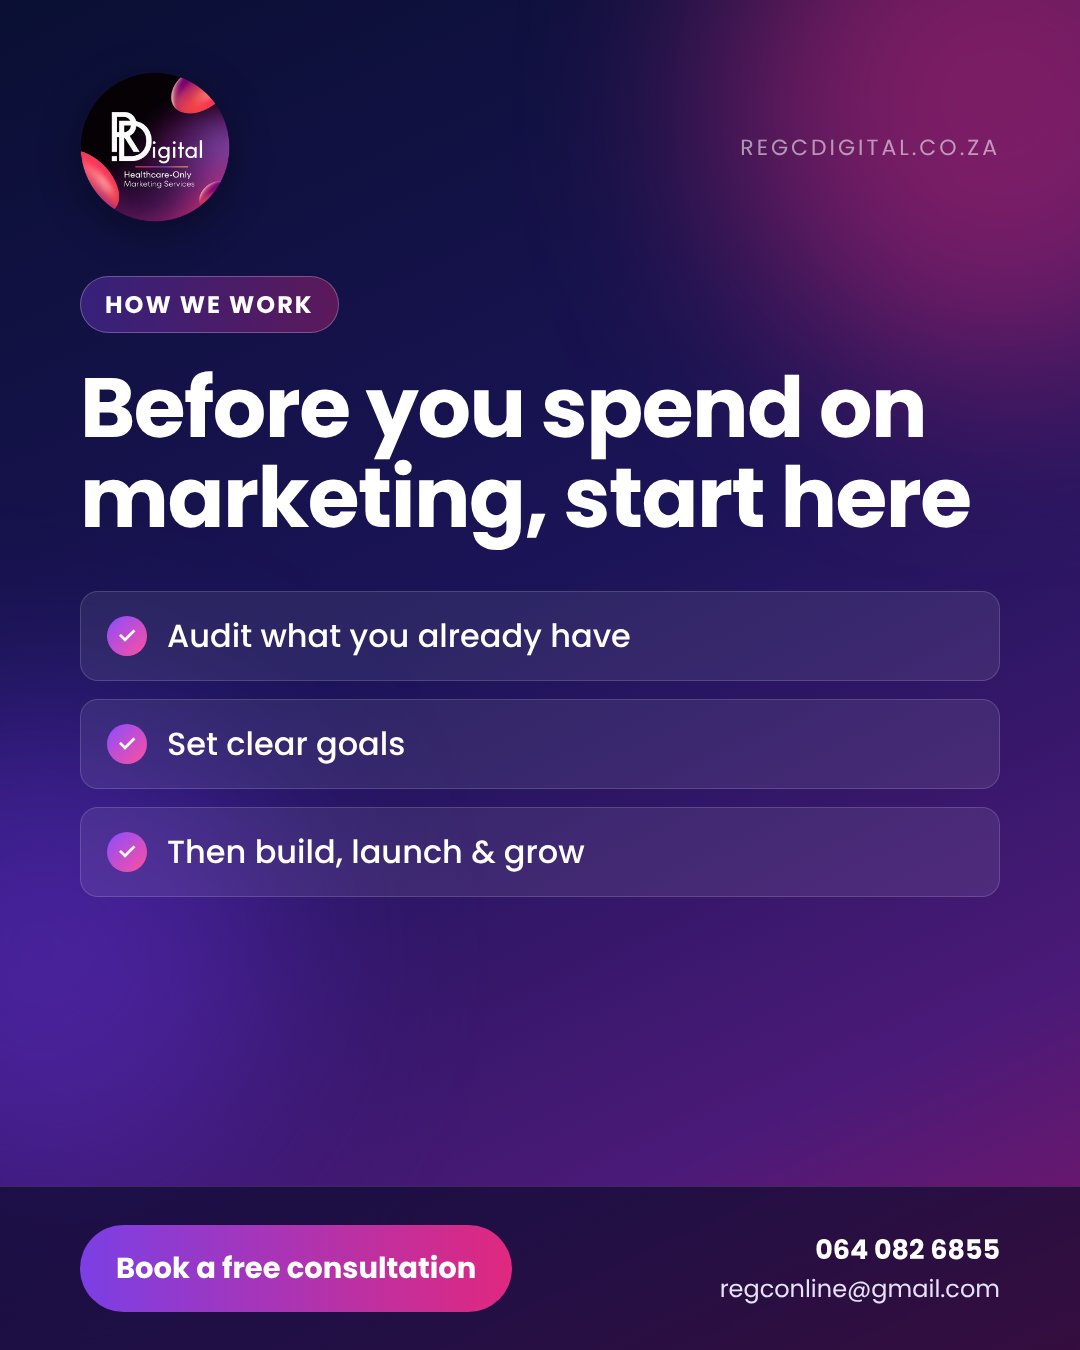 RDigital
Healthcare-Only
Marketing Services
REGCDIGITAL.CO.ZA
HOW WE WORK
Before you spend on
marketing, start here
Audit what you already have
Set clear goals
Then build, launch & grow
Book a free consultation
064 082 6855
regconline@gmail.com